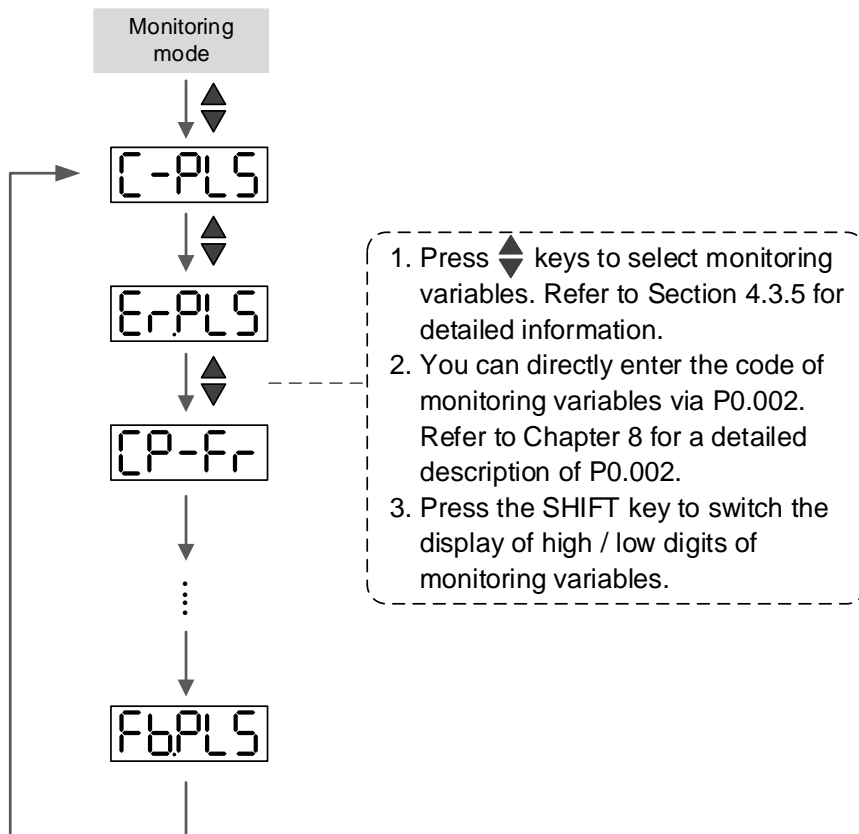 Monitoring
mode
C-PLS
Er.PLS
1. Press keys to select monitoring
variables. Refer to Section 4.3.5 for
detailed information.
2. You can directly enter the code of
monitoring variables via P0.002.
Refer to Chapter 8 for a detailed
description of P0.002.
3. Press the SHIFT key to switch the
display of high / low digits of
monitoring variables.
CP-Fr
Fb.PLS